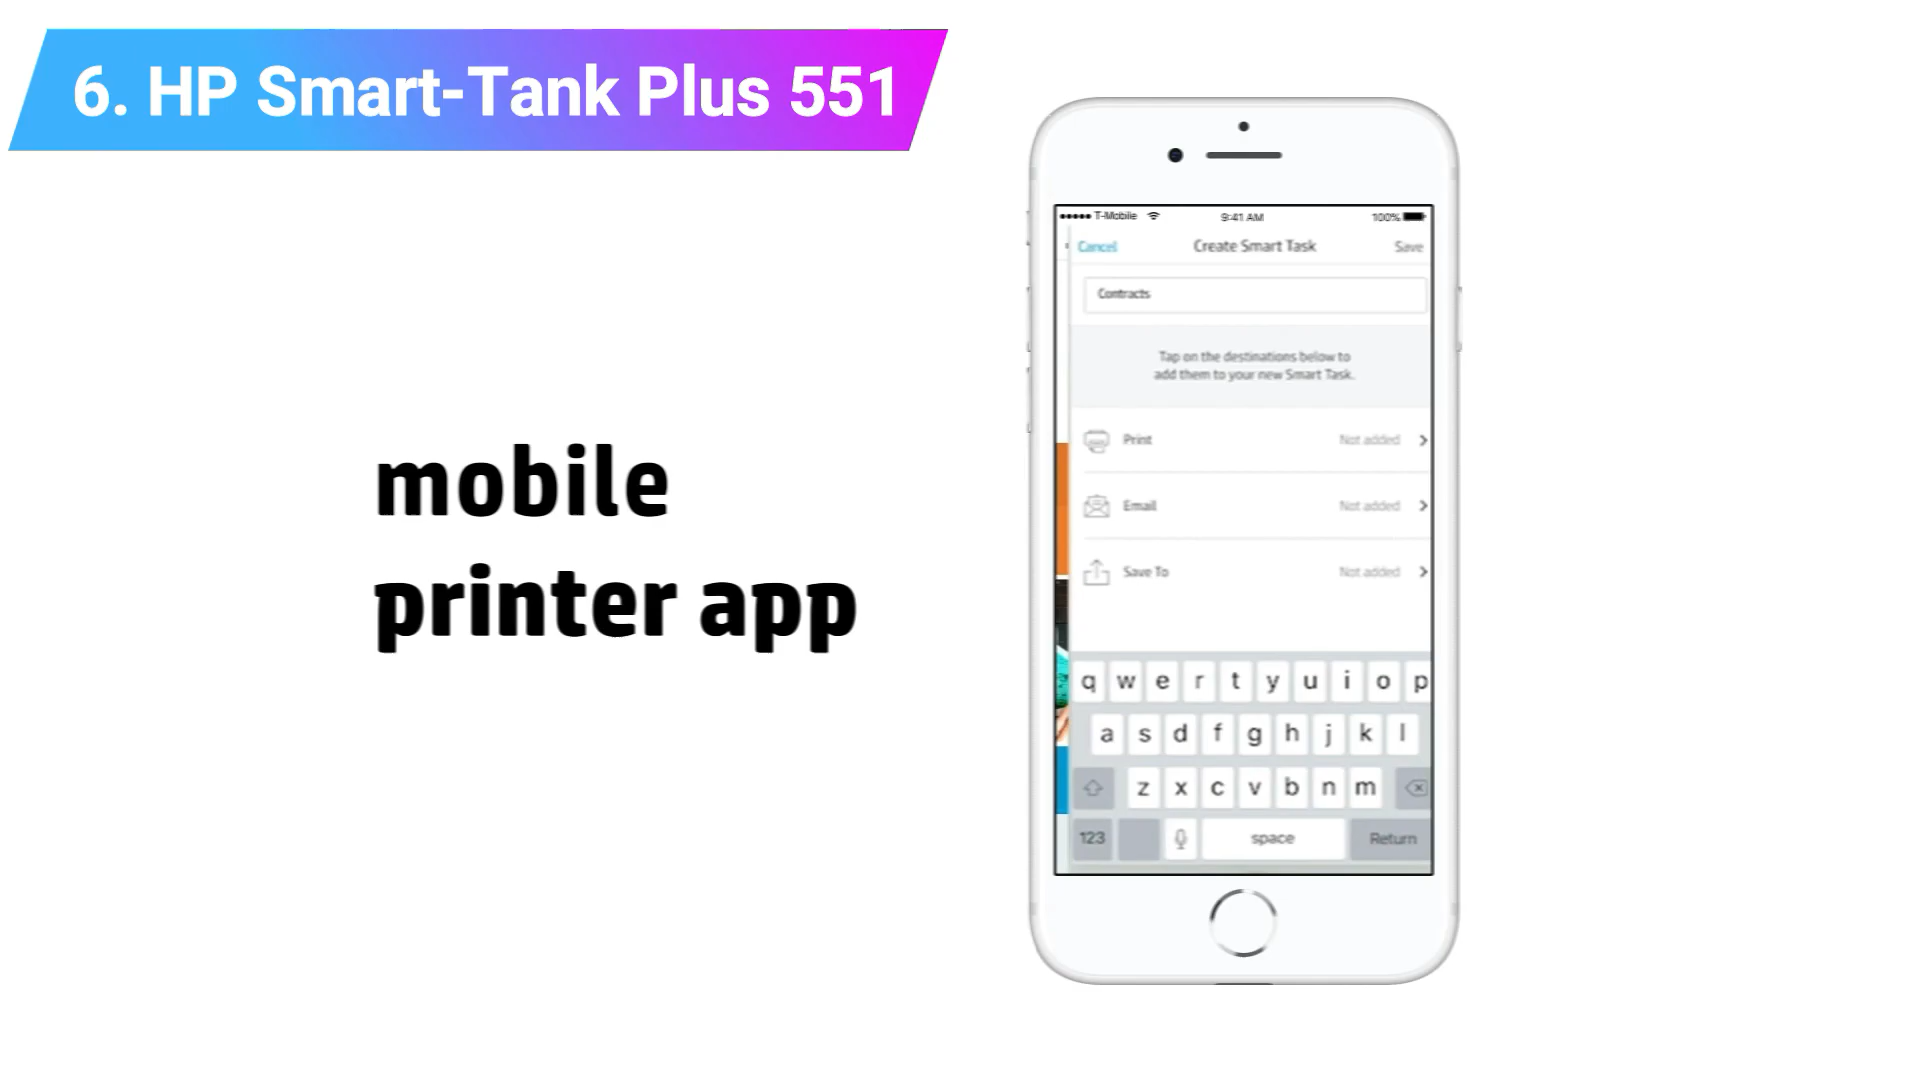 6. HP Smart-Tank Plus 551
mobile
printer app
T-Mobile 9:41 AM 100%
Cancel Create Smart Task Save
Contracts
Tap on the destinations below to
add them to your new Smart Task.
Print Not added
Email Not added
Save To Not added
q w e r t y u i o p
a s d f g h j k l
z x c v b n m
123 space Return